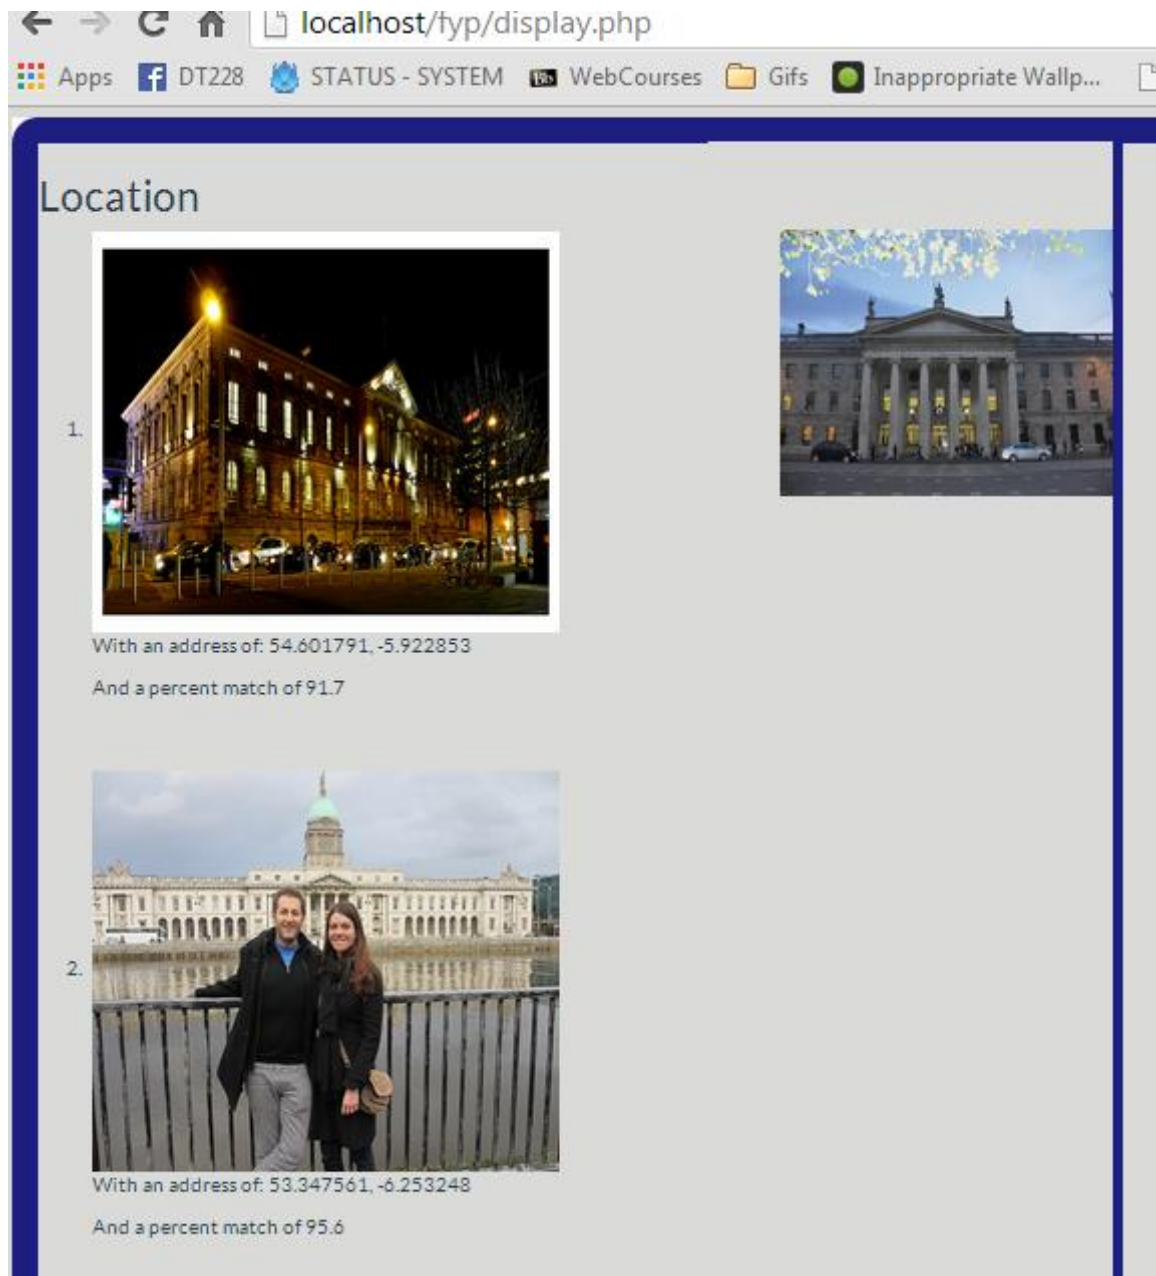 localhost/fyp/display.php
Apps DT228 STATUS - SYSTEM Bb WebCourses Gifs Inappropriate Wallp...
Location
1.
With an address of: 54.601791, -5.922853
And a percent match of 91.7
2.
With an address of: 53.347561, -6.253248
And a percent match of 95.6